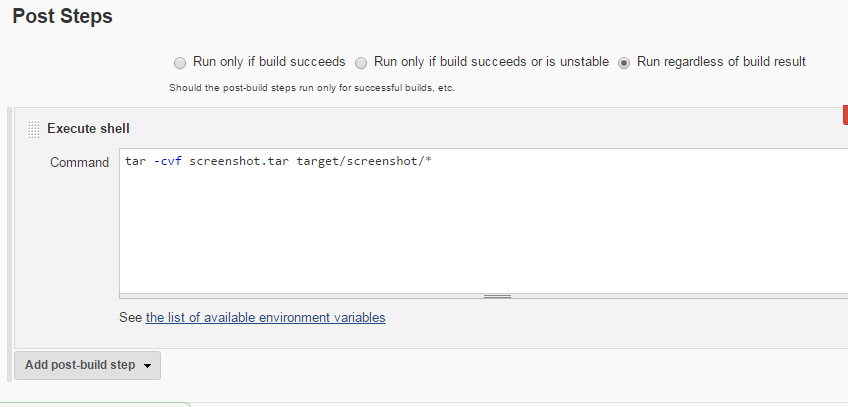 Post Steps
Run only if build succeeds Run only if build succeeds or is unstable Run regardless of build result
Should the post-build steps run only for successful builds, etc.
Execute shell
Command tar -cvf screenshot.tar target/screenshot/*
See the list of available environment variables
Add post-build step